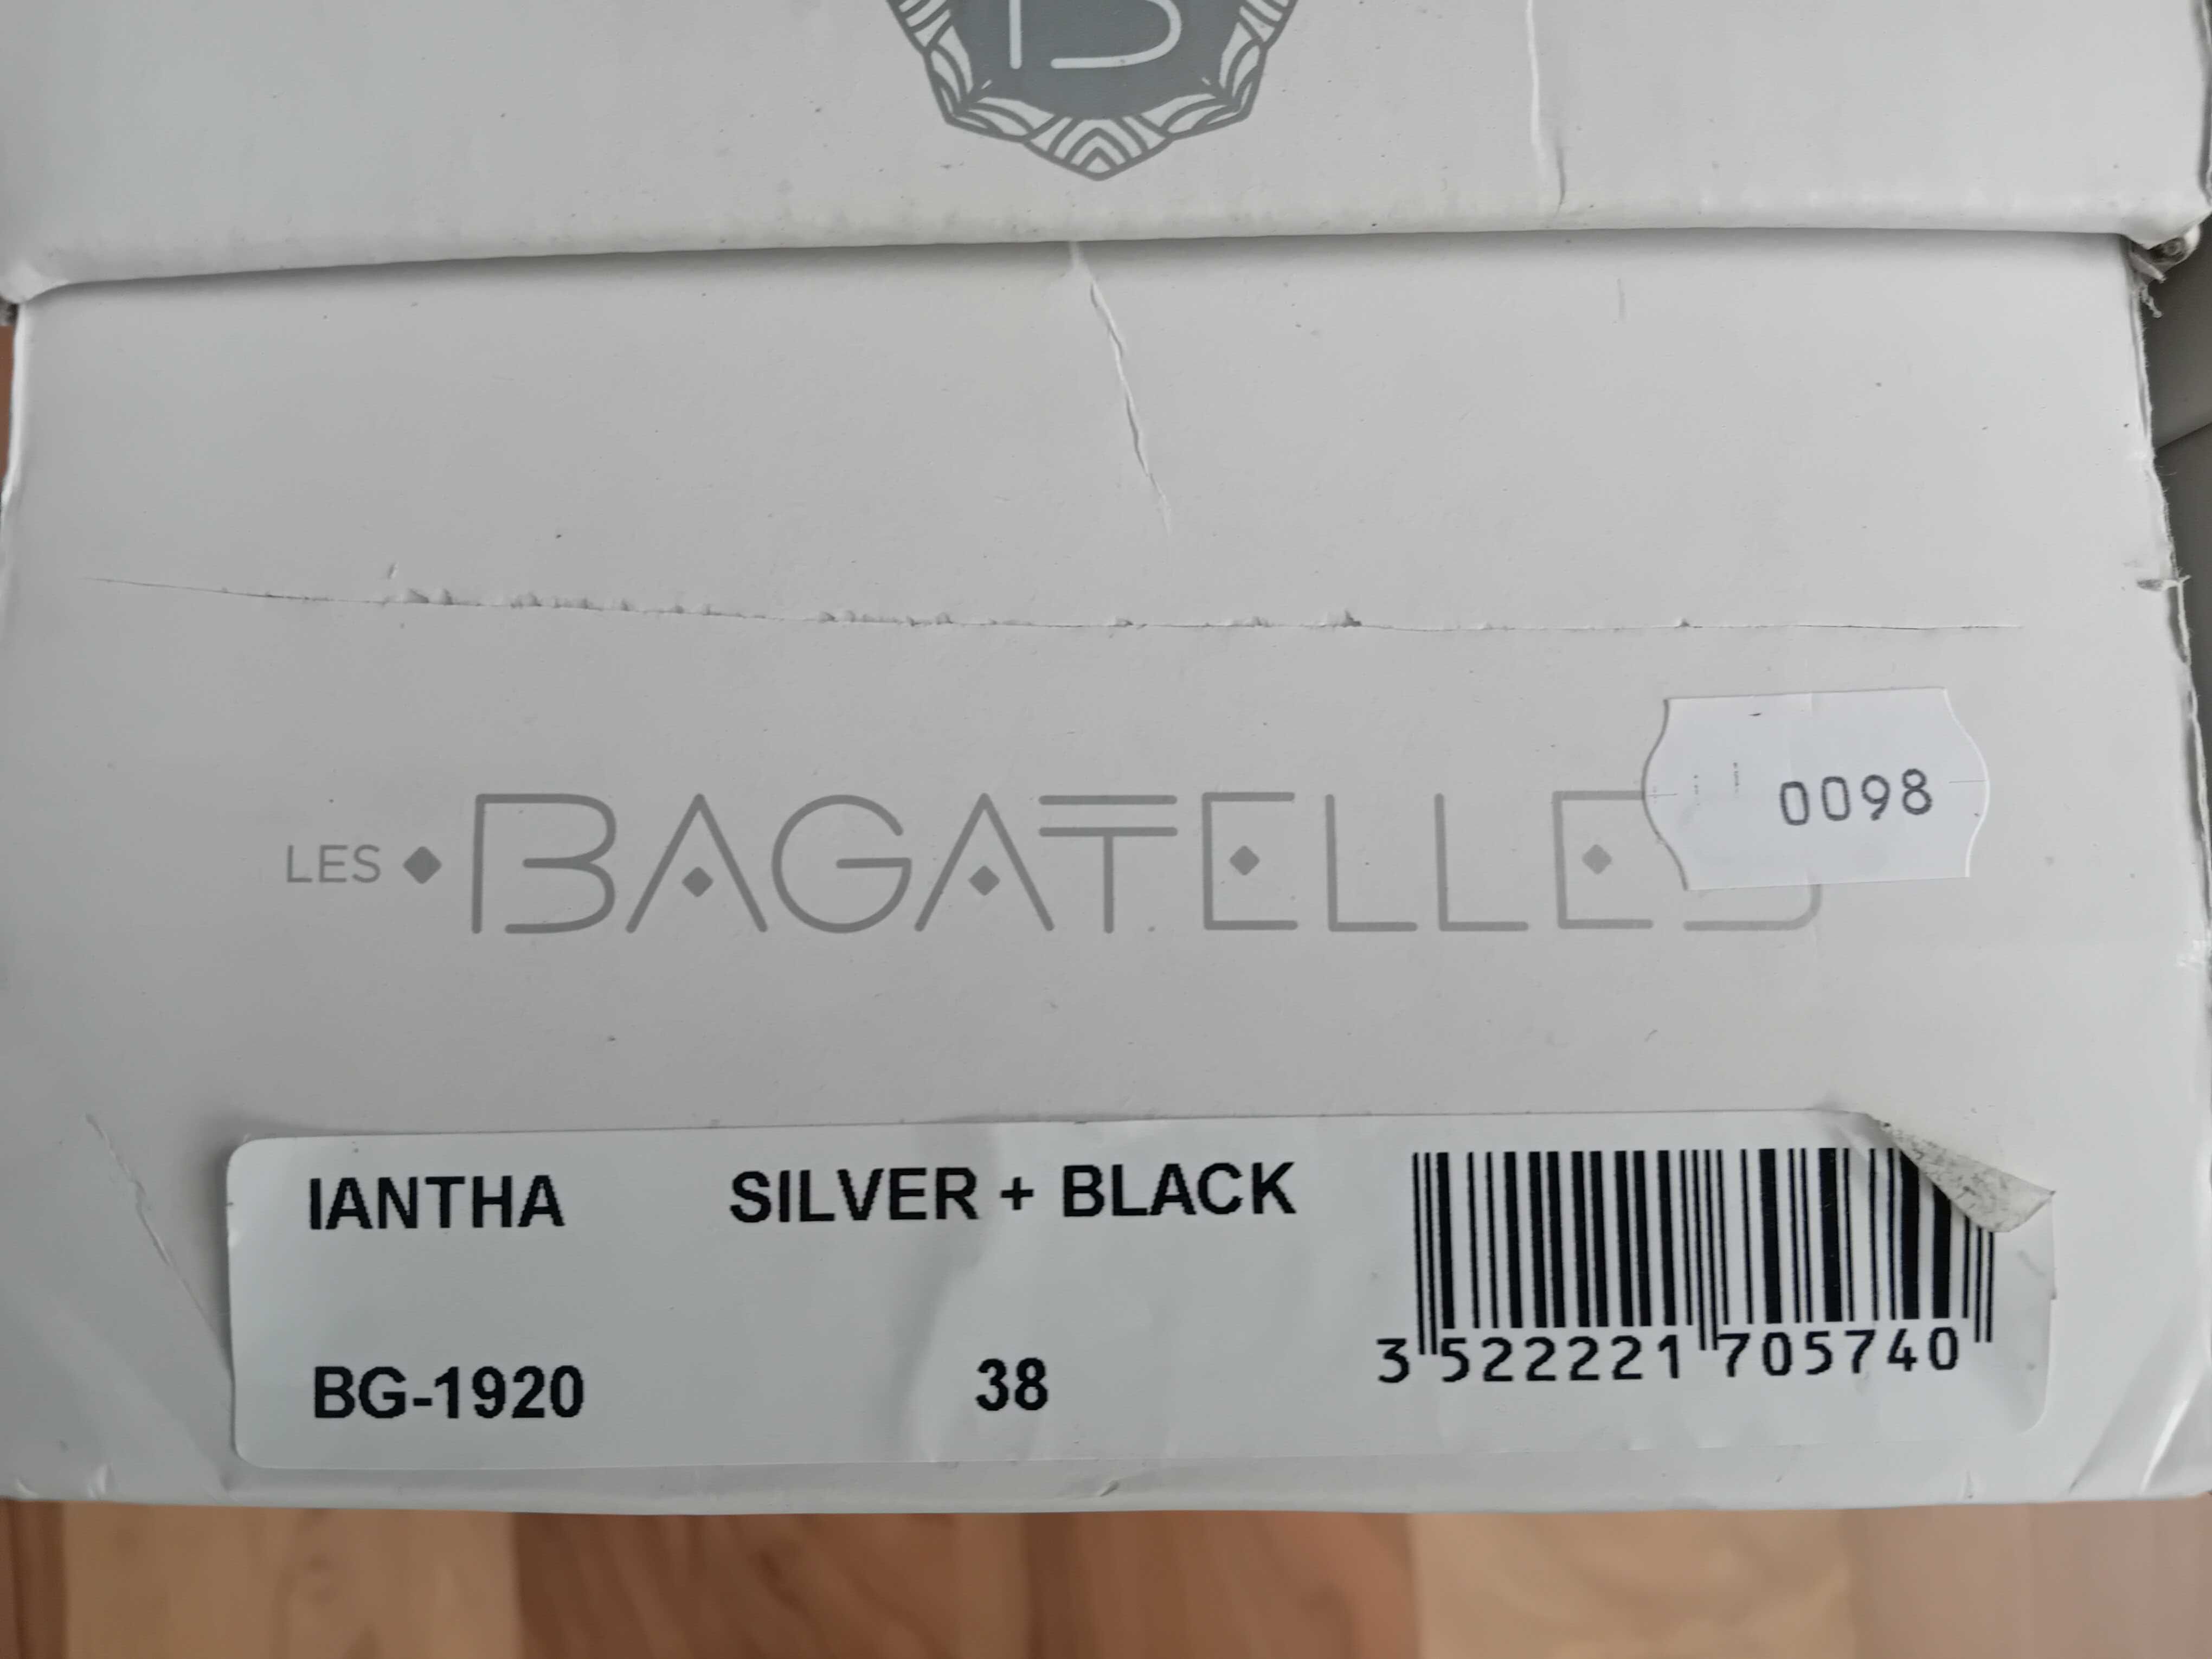 B
0098
LES BAGATELLES
IANTHA SILVER + BLACK
BG-1920 38
3 522221 705740